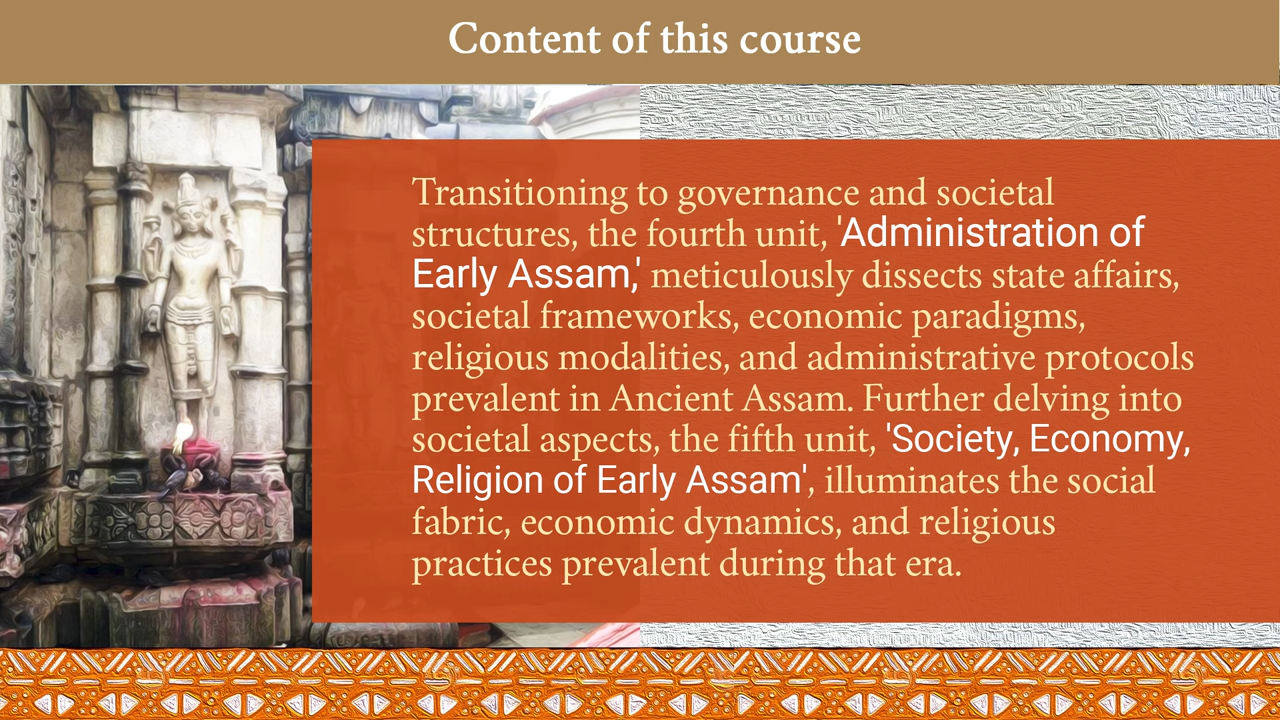 Content of this course
Transitioning to governance and societal
structures, the fourth unit, 'Administration of
Early Assam,' meticulously dissects state affairs,
societal frameworks, economic paradigms,
religious modalities, and administrative protocols
prevalent in Ancient Assam. Further delving into
societal aspects, the fifth unit, 'Society, Economy,
Religion of Early Assam', illuminates the social
fabric, economic dynamics, and religious
practices prevalent during that era.